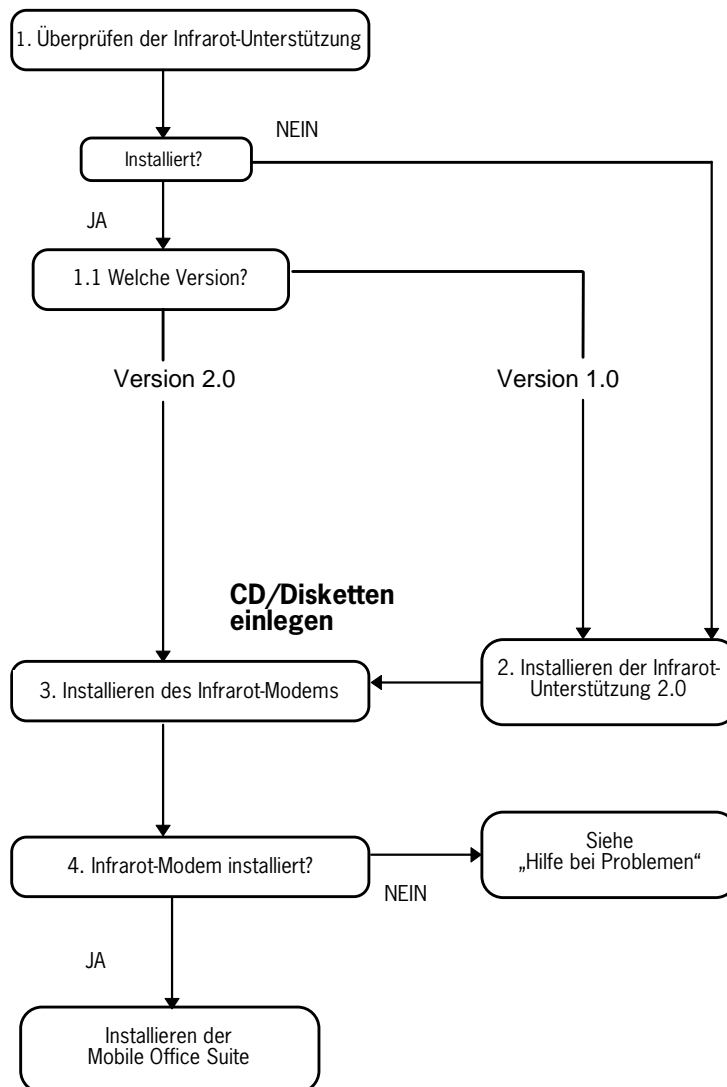 1. Überprüfen der Infrarot-Unterstützung
NEIN
Installiert?
JA
1.1 Welche Version?
Version 2.0
Version 1.0
CD/Disketten
einlegen
2. Installieren der Infrarot-
Unterstützung 2.0
3. Installieren des Infrarot-Modems
Siehe
„Hilfe bei Problemen“
4. Infrarot-Modem installiert?
NEIN
JA
Installieren der
Mobile Office Suite